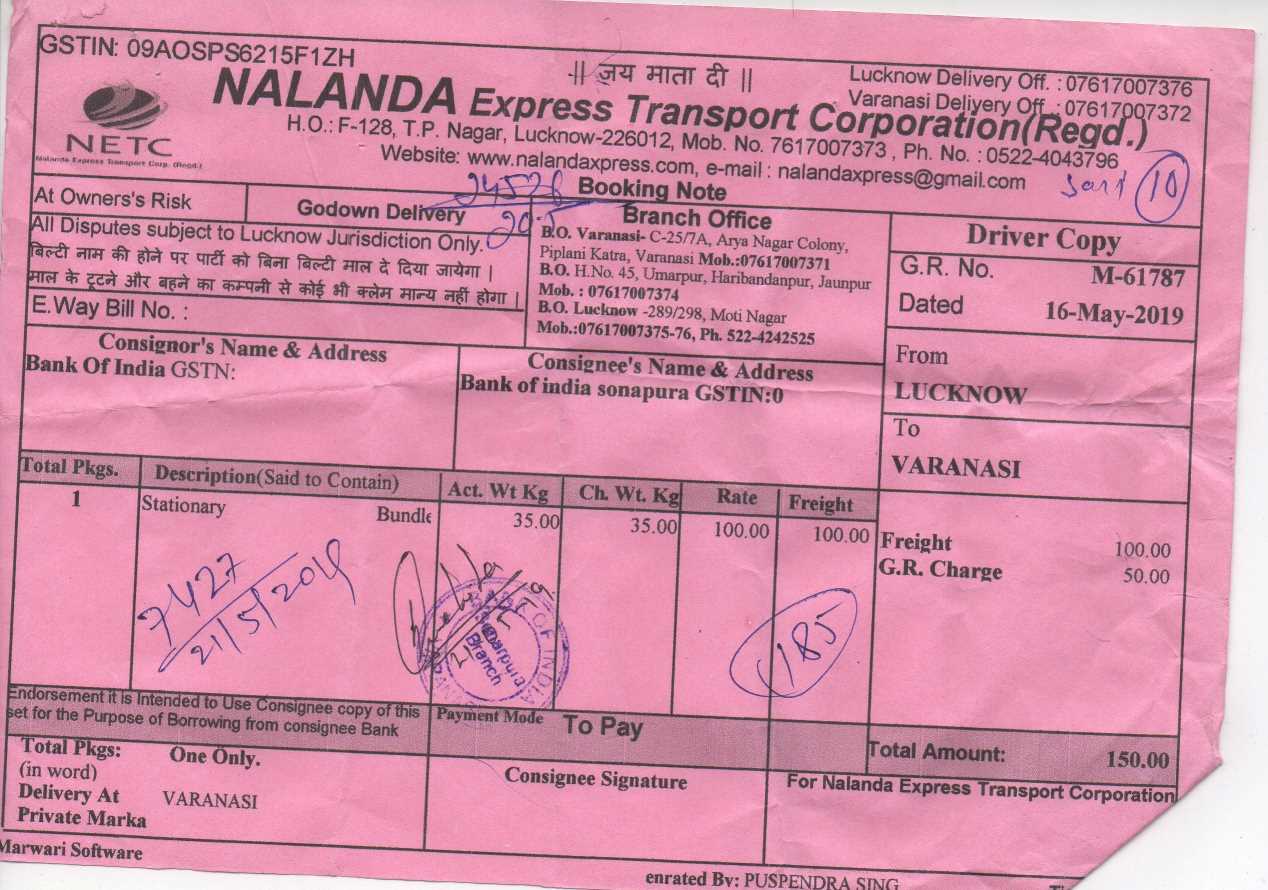 GSTIN: 09AOSPS6215F1ZH
|| जय माता दी ||
Lucknow Delivery Off. : 07617007376
Varanasi Delivery Off. : 07617007372
NETC
Nalanda Express Transport Corp. (Regd.)
NALANDA Express Transport Corporation(Regd.)
H.O.: F-128, T.P. Nagar, Lucknow-226012, Mob. No. 7617007373 , Ph. No. : 0522-4043796
Website: www.nalandaxpress.com, e-mail : nalandaxpress@gmail.com
10
Booking Note
At Owners's Risk
Godown Delivery
All Disputes subject to Lucknow Jurisdiction Only.
बिल्टी नाम की होने पर पार्टी को बिना बिल्टी माल दे दिया जायेगा |
माल के टूटने और बहने का कम्पनी से कोई भी क्लेम मान्य नहीं होगा |
E.Way Bill No. :
Branch Office
B.O. Varanasi- C-25/7A, Arya Nagar Colony,
Piplani Katra, Varanasi Mob.:07617007371
B.O. H.No. 45, Umarpur, Haribandanpur, Jaunpur
Mob. : 07617007374
B.O. Lucknow -289/298, Moti Nagar
Mob.:07617007375-76, Ph. 522-4242525
Driver Copy
G.R. No. M-61787
Dated 16-May-2019
Consignor's Name & Address
Bank Of India GSTN:
Consignee's Name & Address
Bank of india sonapura GSTIN:0
From
LUCKNOW
To
VARANASI
Total Pkgs. Description(Said to Contain) Act. Wt Kg Ch. Wt. Kg Rate Freight
1 Stationary Bundle 35.00 35.00 100.00 100.00
Freight 100.00
G.R. Charge 50.00
7427
21/5/2019
185
Branch
Endorsement it is Intended to Use Consignee copy of this
set for the Purpose of Borrowing from consignee Bank
Payment Mode To Pay
Total Amount: 150.00
Total Pkgs: One Only.
(in word)
Delivery At VARANASI
Private Marka
Consignee Signature
For Nalanda Express Transport Corporation
Marwari Software
enrated By: PUSPENDRA SING